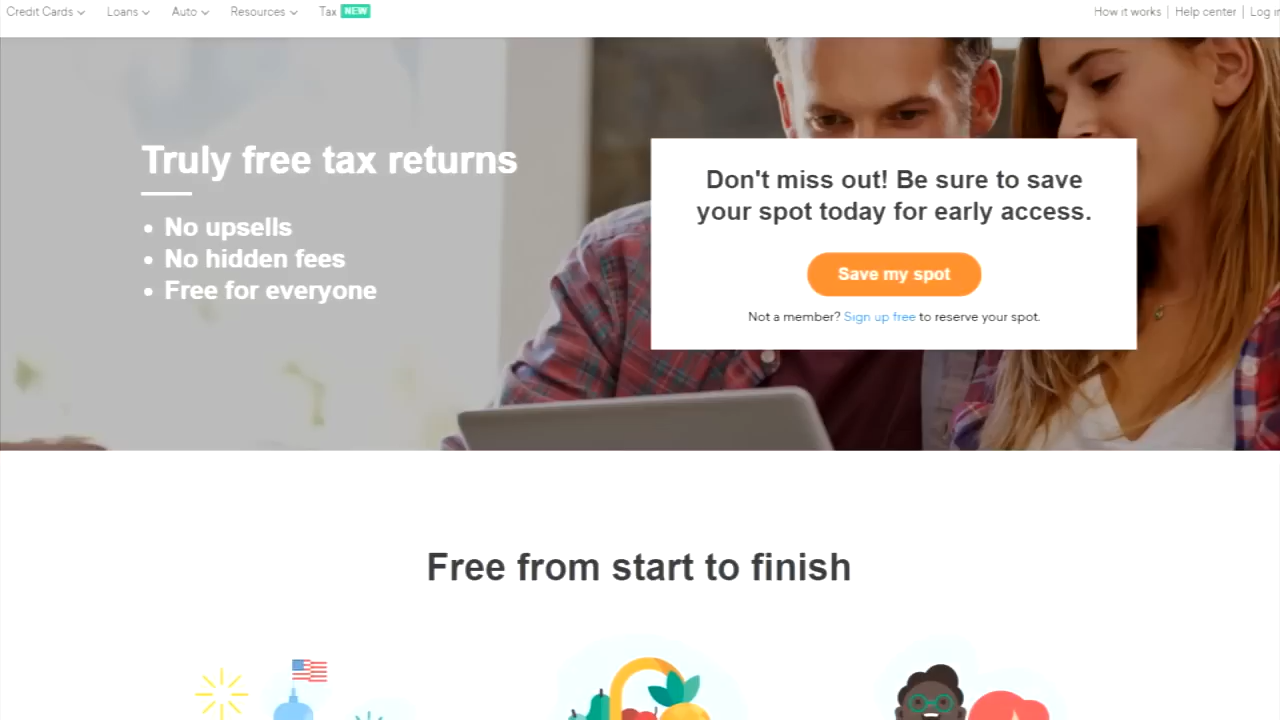 Credit Cards
Loans
Auto
Resources
Tax NEW
How it works | Help center | Log in
Truly free tax returns
• No upsells
• No hidden fees
• Free for everyone
Don't miss out! Be sure to save
your spot today for early access.
Save my spot
Not a member? Sign up free to reserve your spot.
Free from start to finish